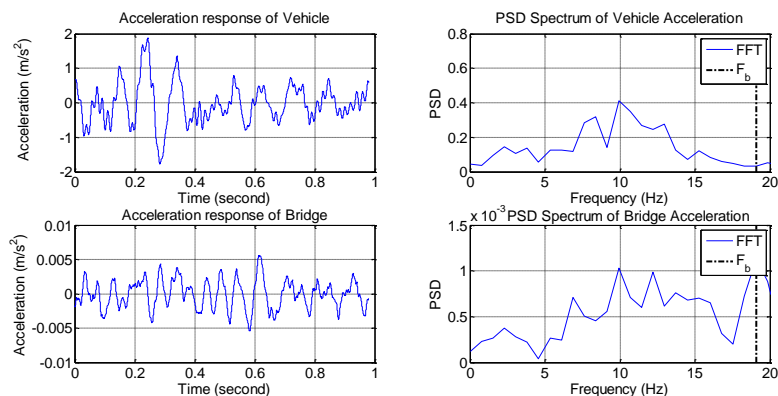 Acceleration response of Vehicle
Acceleration (m/s²)
2
1
0
-1
-2
0 0.2 0.4 0.6 0.8 1
Time (second)
PSD Spectrum of Vehicle Acceleration
PSD
0.8
0.6
0.4
0.2
0
0 5 10 15 20
Frequency (Hz)
FFT
F_b
Acceleration response of Bridge
Acceleration (m/s²)
0.01
0.005
0
-0.005
-0.01
0 0.2 0.4 0.6 0.8 1
Time (second)
x 10⁻³ PSD Spectrum of Bridge Acceleration
PSD
1.5
1
0.5
0
0 5 10 15 20
Frequency (Hz)
FFT
F_b